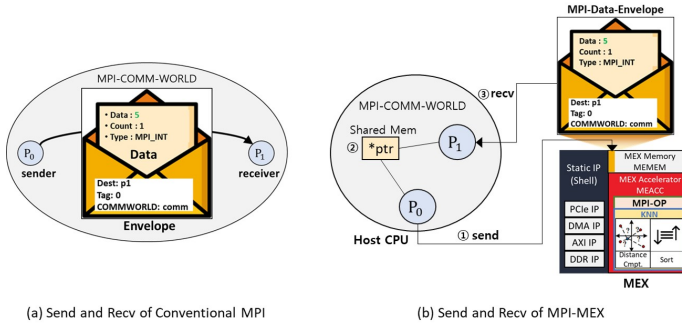 MPI-COMM-WORLD
• Data : 5
• Count : 1
• Type : MPI_INT
Data
P0
sender
P1
receiver
Dest: p1
Tag: 0
COMMWORLD: comm
Envelope
(a) Send and Recv of Conventional MPI
MPI-Data-Envelope
Data : 5
Count : 1
Type : MPI_INT
Dest: p1
Tag: 0
COMMWORLD: comm
③ recv
MPI-COMM-WORLD
Shared Mem
② *ptr
P1
P0
Host CPU
① send
Static IP
(Shell)
PCIe IP
DMA IP
AXI IP
DDR IP
MEX Memory
MEMEM
MEX Accelerator
MEACC
MPI-OP
KNN
? ? ? ?
Distance
Cmpt.
Sort
MEX
(b) Send and Recv of MPI-MEX